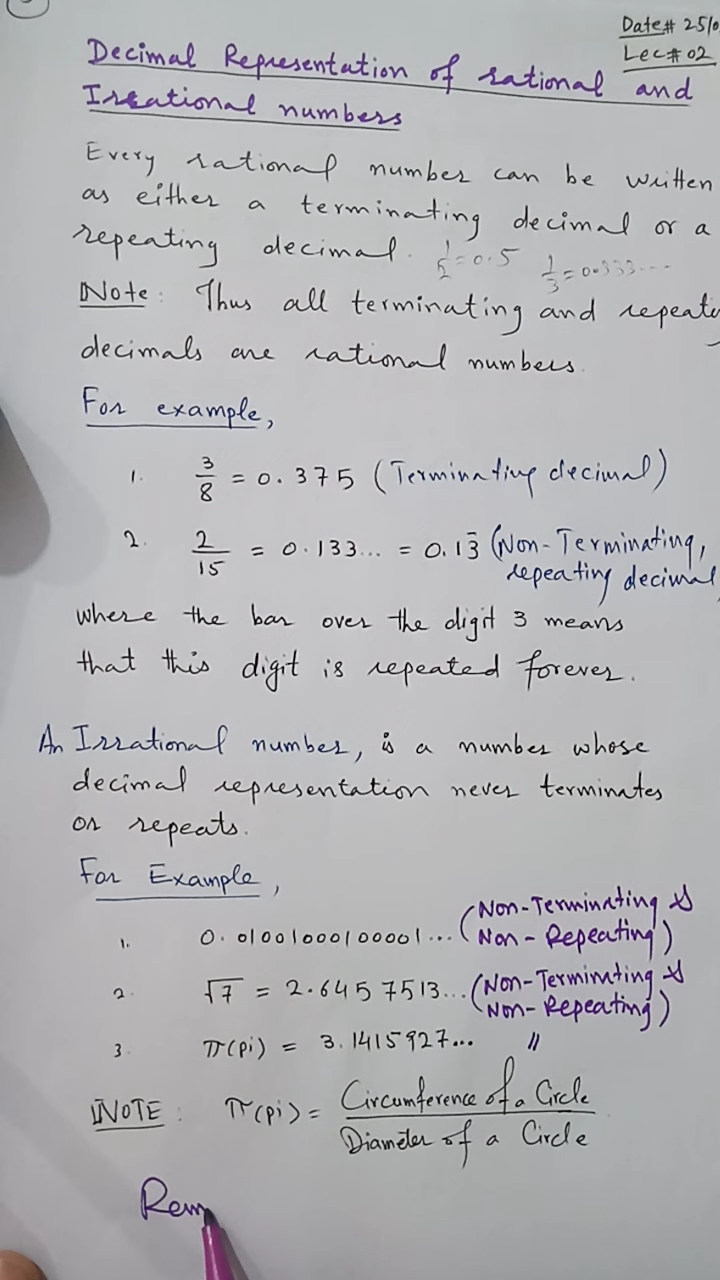 Date# 25/0
Lec# 02
Decimal Representation of rational and
Irrational numbers
Every rational number can be written
as either a terminating decimal or a
repeating decimal. 1/2 = 0.5 1/3 = 0.333...
Note: Thus all terminating and repeatin
decimals are rational numbers.
For example,
1. 3/8 = 0.375 (Terminating decimal)
2. 2/15 = 0.133... = 0.13̄ (Non-Terminating,
repeating decimal
where the bar over the digit 3 means
that this digit is repeated forever.
An Irrational number, is a number whose
decimal representation never terminates
or repeats.
For Example,
1. 0.0100100010 0001... (Non-Terminating &
Non-Repeating)
2. √7 = 2.6457513... (Non-Terminating &
Non-Repeating)
3. π(pi) = 3.1415927... "
NOTE: π(pi) = Circumference of a Circle
Diameter of a Circle
Rem